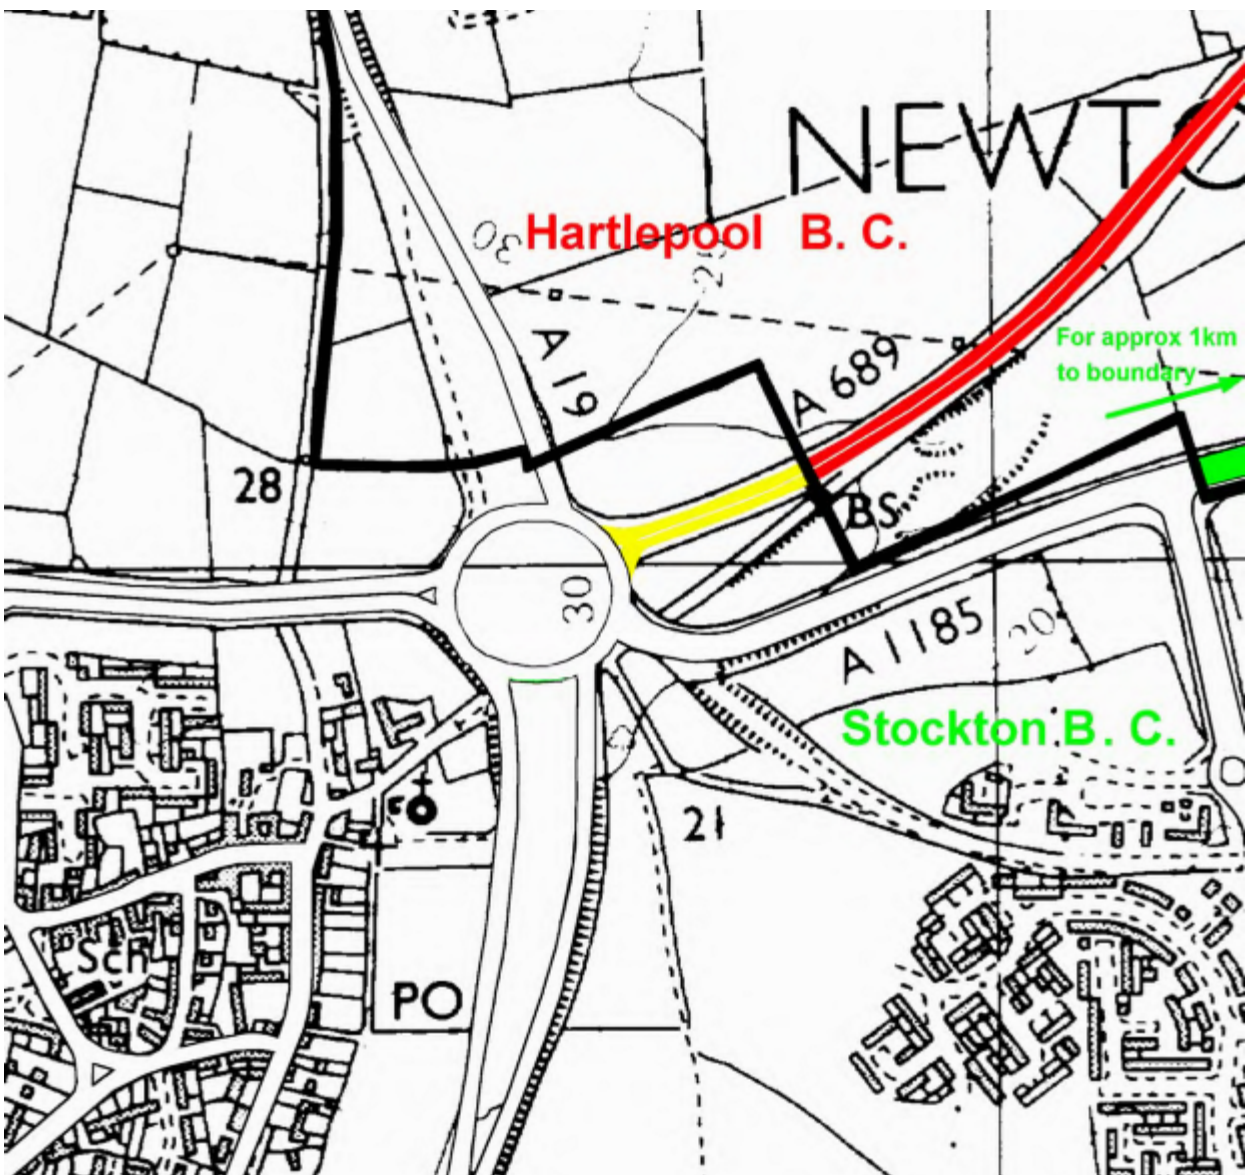 NEWTO
Hartlepool B. C.
30
25
A 19
A 689
For approx 1km
to boundary
28
BS
30
A 1185
20
Stockton B. C.
21
Sch
PO